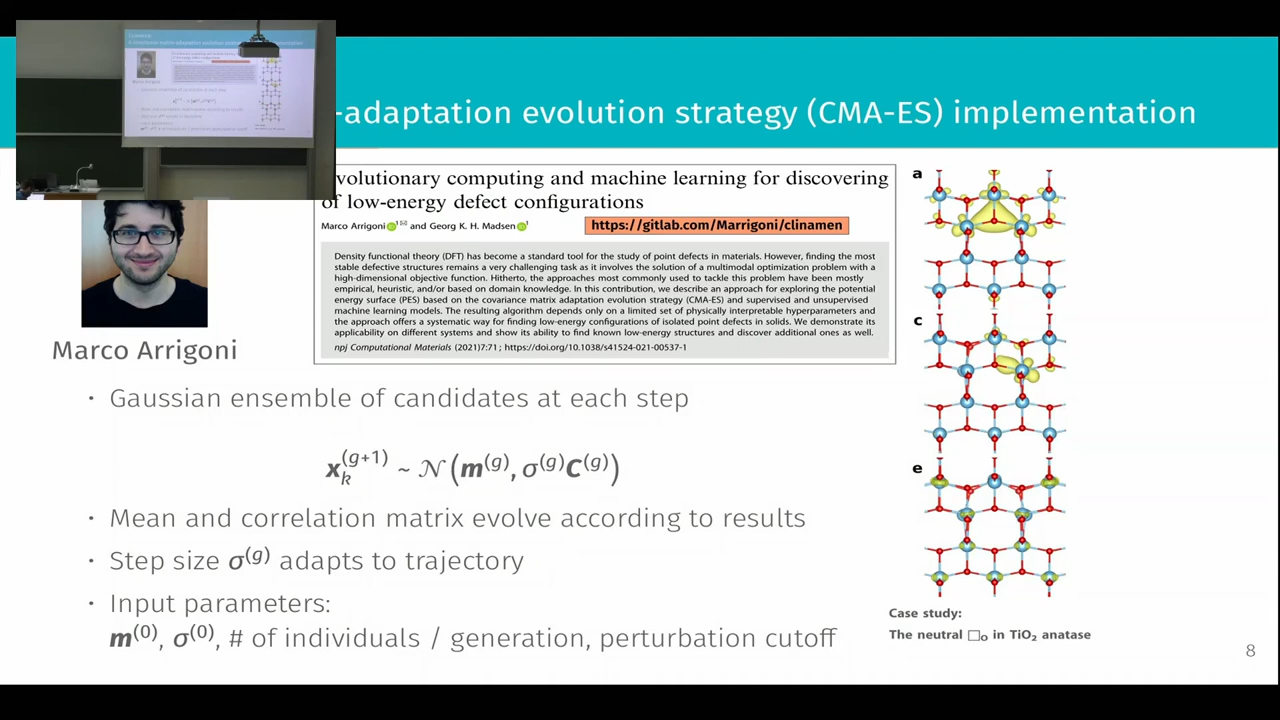 -adaptation evolution strategy (CMA-ES) implementation
volutionary computing and machine learning for discovering
of low-energy defect configurations
Marco Arrigoni and Georg K. H. Madsen
https://gitlab.com/Marrigoni/clinamen
Density functional theory (DFT) has become a standard tool for the study of point defects in materials. However, finding the most
stable defective structures remains a very challenging task as it involves the solution of a multimodal optimization problem with a
high-dimensional objective function. Hitherto, the approaches most commonly used to tackle this problem have been mostly
empirical, heuristic, and/or based on domain knowledge. In this contribution, we describe an approach for exploring the potential
energy surface (PES) based on the covariance matrix adaptation evolution strategy (CMA-ES) and supervised and unsupervised
machine learning models. The resulting algorithm depends only on a limited set of physically interpretable hyperparameters and
the approach offers a systematic way for finding low-energy configurations of isolated point defects in solids. We demonstrate its
applicability on different systems and show its ability to find known low-energy structures and discover additional ones as well.
npj Computational Materials (2021)7:71 ; https://doi.org/10.1038/s41524-021-00537-1
Marco Arrigoni
• Gaussian ensemble of candidates at each step
x_k^(g+1) ~ 𝒩(m^(g), σ^(g)C^(g))
• Mean and correlation matrix evolve according to results
• Step size σ^(g) adapts to trajectory
• Input parameters:
m^(0), σ^(0), # of individuals / generation, perturbation cutoff
a
c
e
Case study:
The neutral □_O in TiO₂ anatase
8